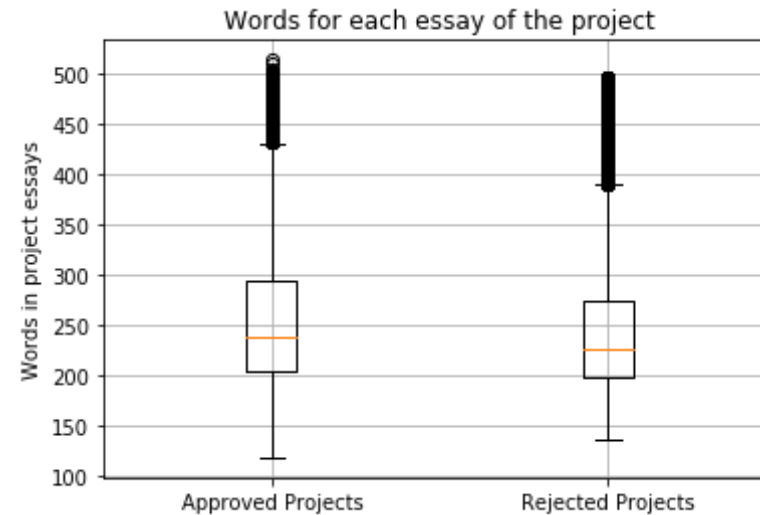 Words for each essay of the project
Words in project essays
500
450
400
350
300
250
200
150
100
Approved Projects
Rejected Projects